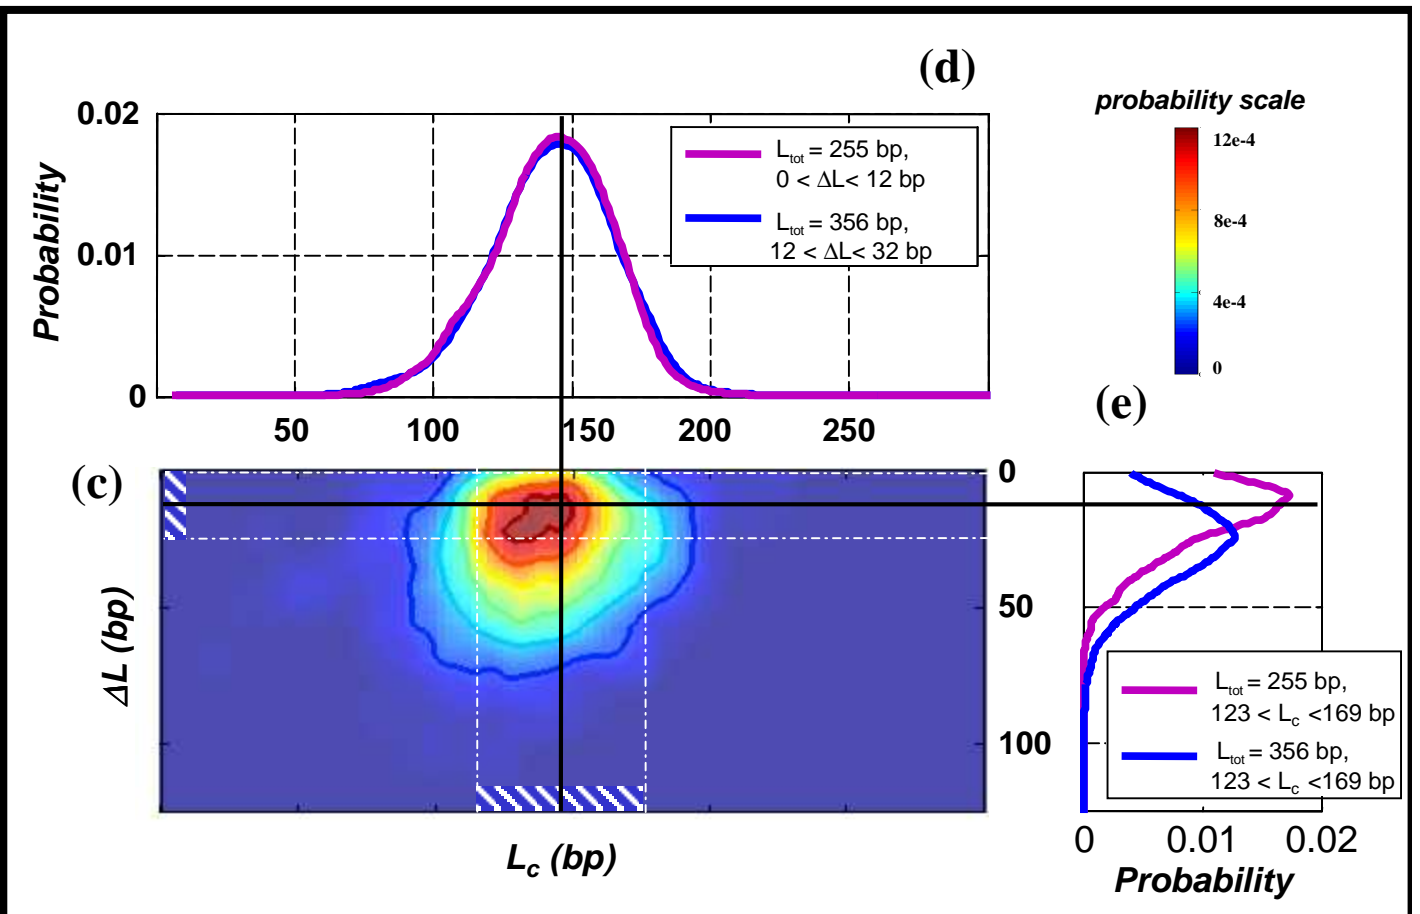 (d)
probability scale
12e-4
8e-4
4e-4
0
0.02
0.01
0
Probability
L_tot = 255 bp,
0 < ΔL< 12 bp
L_tot = 356 bp,
12 < ΔL< 32 bp
50 100 150 200 250
(c)
ΔL (bp)
0
50
100
L_c (bp)
(e)
L_tot = 255 bp,
123 < L_c <169 bp
L_tot = 356 bp,
123 < L_c <169 bp
0 0.01 0.02
Probability